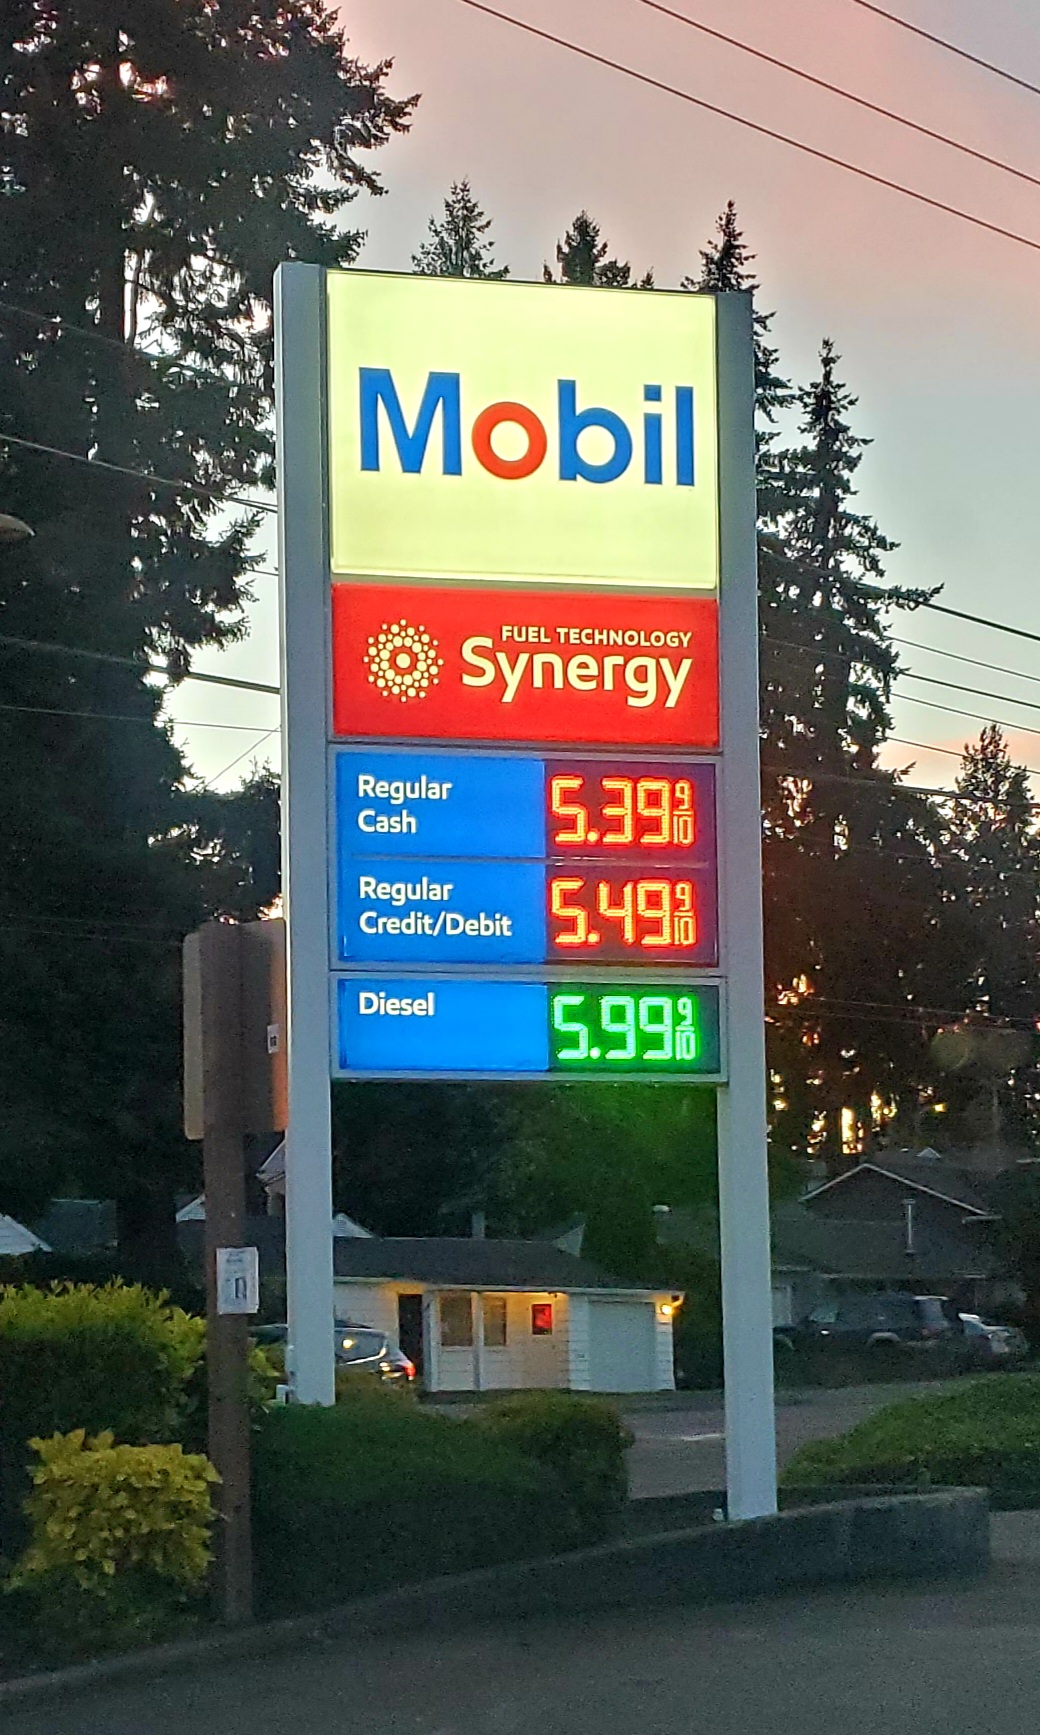 Mobil
FUEL TECHNOLOGY
Synergy
Regular
Cash
5.39 9/10
Regular
Credit/Debit
5.49 9/10
Diesel
5.99 9/10